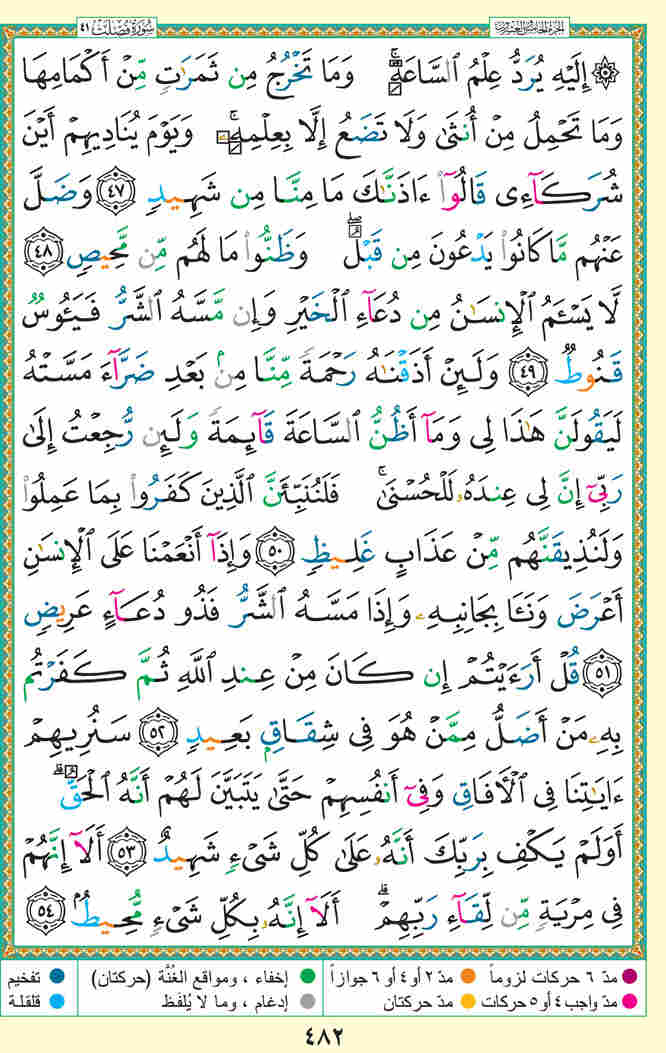 سُورَةُ فُصِّلَتْ ٤١
الجزء الخامس والعشرون
۞ إِلَيْهِ يُرَدُّ عِلْمُ ٱلسَّاعَةِۚ وَمَا تَخْرُجُ مِن ثَمَرَٰتٍ مِّنْ أَكْمَامِهَا
وَمَا تَحْمِلُ مِنْ أُنثَىٰ وَلَا تَضَعُ إِلَّا بِعِلْمِهِۦۚ وَيَوْمَ يُنَادِيهِمْ أَيْنَ
شُرَكَآءِى قَالُوٓا۟ ءَاذَنَّٰكَ مَا مِنَّا مِن شَهِيدٍ ٤٧ وَضَلَّ
عَنْهُم مَّا كَانُوا۟ يَدْعُونَ مِن قَبْلُۖ وَظَنُّوا۟ مَا لَهُم مِّن مَّحِيصٍ ٤٨
لَّا يَسْـَٔمُ ٱلْإِنسَٰنُ مِن دُعَآءِ ٱلْخَيْرِ وَإِن مَّسَّهُ ٱلشَّرُّ فَيَـُٔوسٌ
قَنُوطٌ ٤٩ وَلَئِنْ أَذَقْنَٰهُ رَحْمَةً مِّنَّا مِنۢ بَعْدِ ضَرَّآءَ مَسَّتْهُ
لَيَقُولَنَّ هَٰذَا لِى وَمَآ أَظُنُّ ٱلسَّاعَةَ قَآئِمَةً وَلَئِن رُّجِعْتُ إِلَىٰ
رَبِّىٓ إِنَّ لِى عِندَهُۥ لَلْحُسْنَىٰۚ فَلَنُنَبِّئَنَّ ٱلَّذِينَ كَفَرُوا۟ بِمَا عَمِلُوا۟
وَلَنُذِيقَنَّهُم مِّنْ عَذَابٍ غَلِيظٍ ٥٠ وَإِذَآ أَنْعَمْنَا عَلَى ٱلْإِنسَٰنِ
أَعْرَضَ وَنَـَٔا بِجَانِبِهِۦ وَإِذَا مَسَّهُ ٱلشَّرُّ فَذُو دُعَآءٍ عَرِيضٍ
٥١ قُلْ أَرَءَيْتُمْ إِن كَانَ مِنْ عِندِ ٱللَّهِ ثُمَّ كَفَرْتُم
بِهِۦ مَنْ أَضَلُّ مِمَّنْ هُوَ فِى شِقَاقٍۭ بَعِيدٍ ٥٢ سَنُرِيهِمْ
ءَايَٰتِنَا فِى ٱلْءَافَاقِ وَفِىٓ أَنفُسِهِمْ حَتَّىٰ يَتَبَيَّنَ لَهُمْ أَنَّهُ ٱلْحَقُّۗ
أَوَلَمْ يَكْفِ بِرَبِّكَ أَنَّهُۥ عَلَىٰ كُلِّ شَىْءٍ شَهِيدٌ ٥٣ أَلَآ إِنَّهُمْ
فِى مِرْيَةٍ مِّن لِّقَآءِ رَبِّهِمْۗ أَلَآ إِنَّهُۥ بِكُلِّ شَىْءٍ مُّحِيطٌۢ ٥٤
مدّ ٦ حركات لزوماً مدّ ٢ أو ٤ أو ٦ جوازاً إخفاء ، ومواقع الغُنَّة (حركتان) تفخيم
مدّ واجب ٤ أو ٥ حركات مدّ حركتان إدغام ، وما لا يُلفَظ قلقلة
٤٨٢